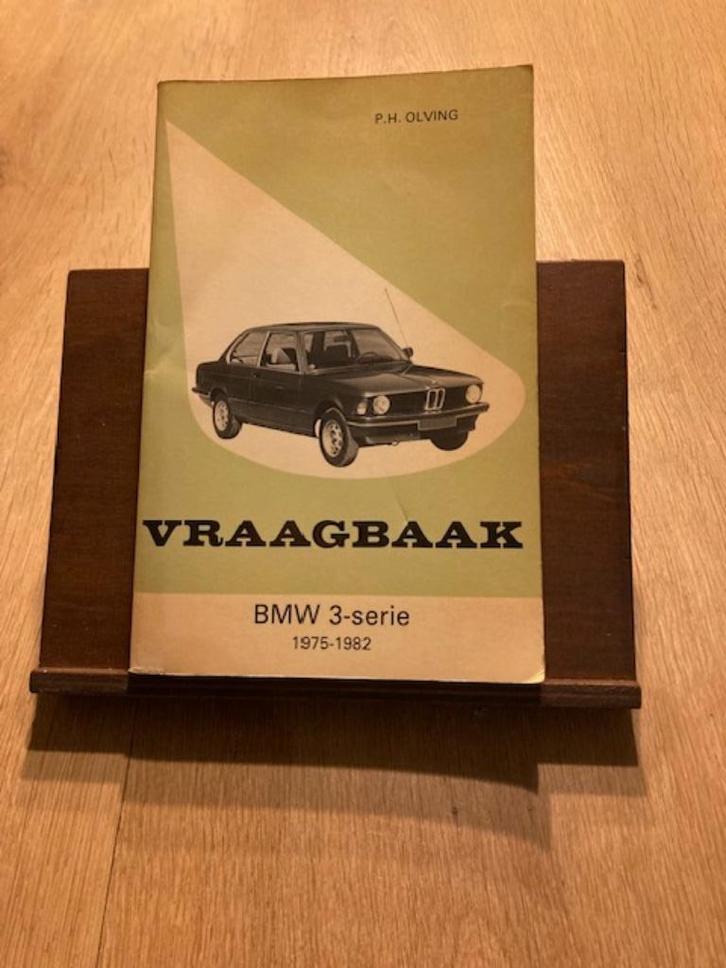 P.H. OLVING
VRAAGBAAK
BMW 3-serie
1975-1982